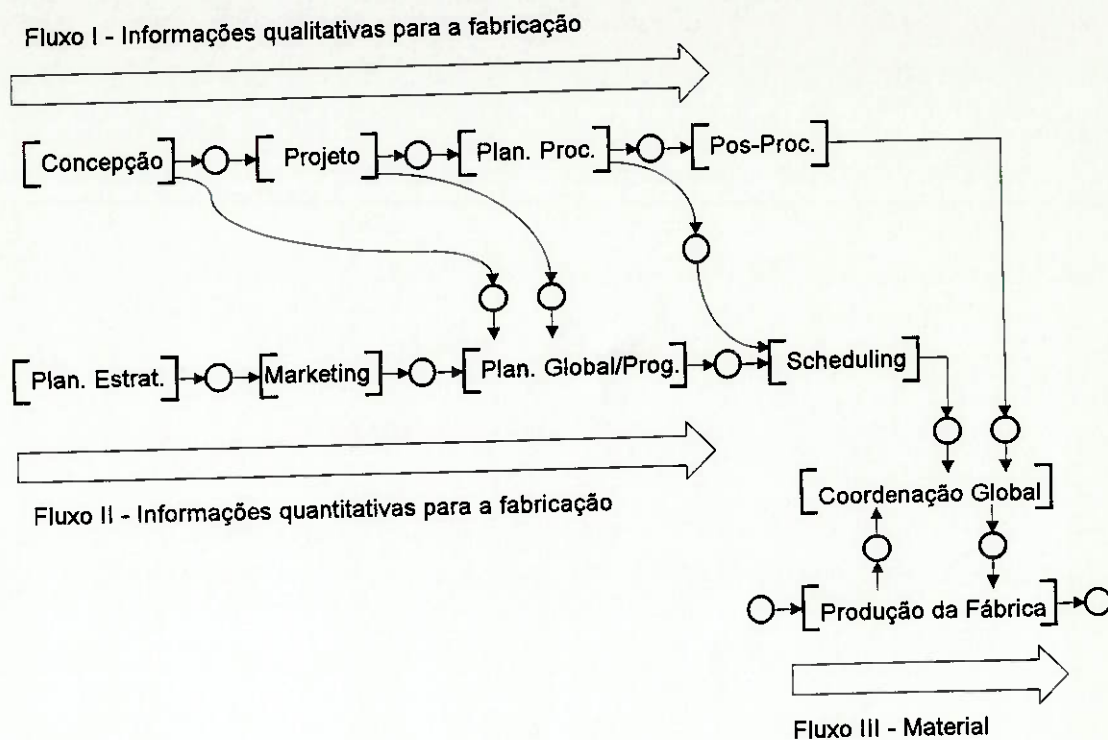 Fluxo I - Informações qualitativas para a fabricação
Concepção
Projeto
Plan. Proc.
Pos-Proc.
Plan. Estrat.
Marketing
Plan. Global/Prog.
Scheduling
Fluxo II - Informações quantitativas para a fabricação
Coordenação Global
Produção da Fábrica
Fluxo III - Material